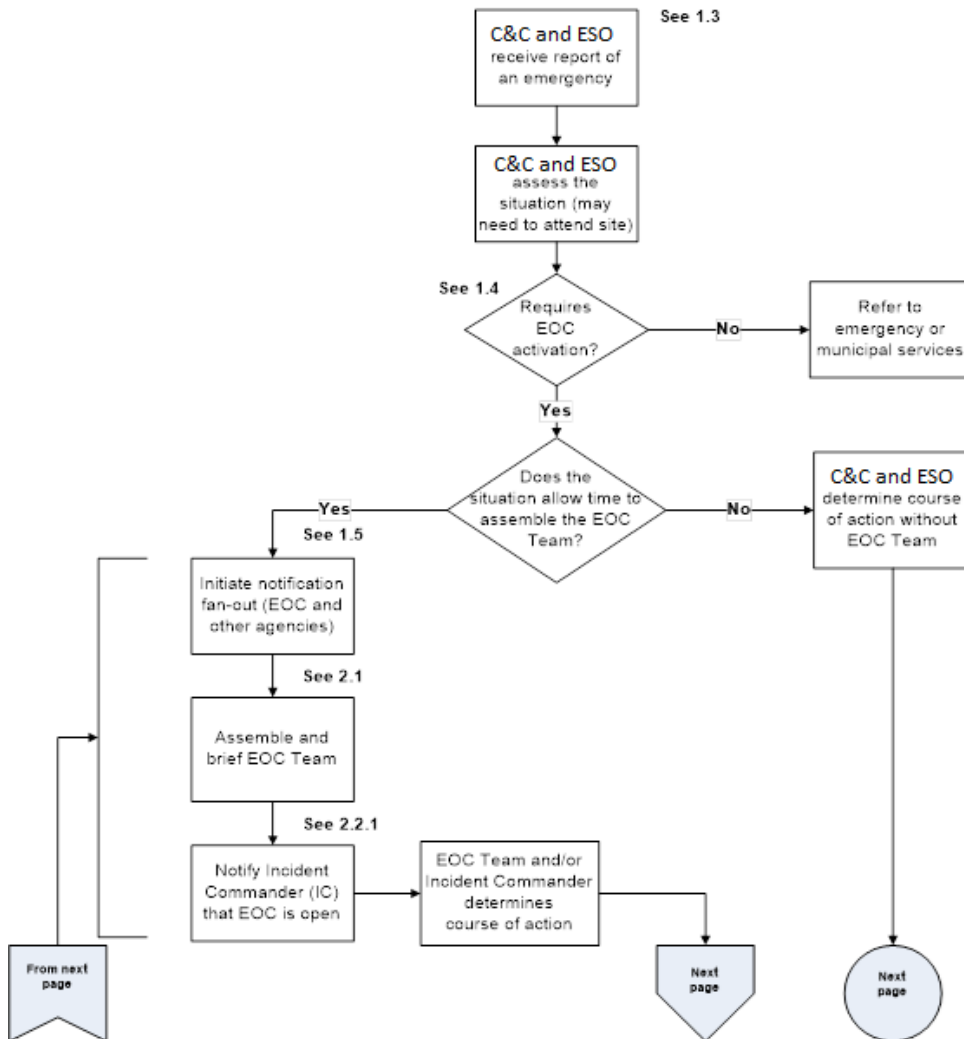 See 1.3
C&C and ESO
receive report of
an emergency
C&C and ESO
assess the
situation (may
need to attend site)
See 1.4
Requires
EOC
activation?
No
Refer to
emergency or
municipal services
Yes
Does the
situation allow time to
assemble the EOC
Team?
No
C&C and ESO
determine course
of action without
EOC Team
Yes
See 1.5
Initiate notification
fan-out (EOC and
other agencies)
See 2.1
Assemble and
brief EOC Team
See 2.2.1
Notify Incident
Commander (IC)
that EOC is open
EOC Team and/or
Incident Commander
determines
course of action
From next
page
Next
page
Next
page